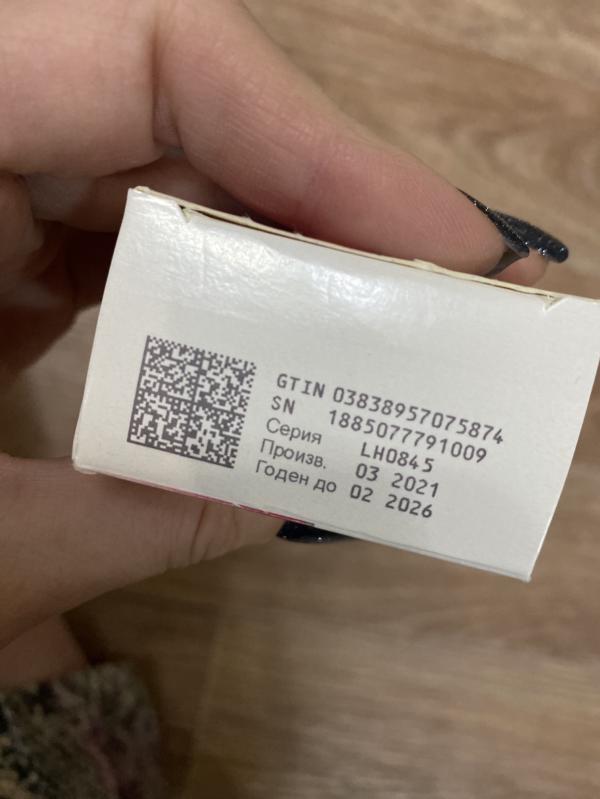 GTIN 03838957075874
SN 1885077791009
Серия LH0845
Произв. 03 2021
Годен до 02 2026